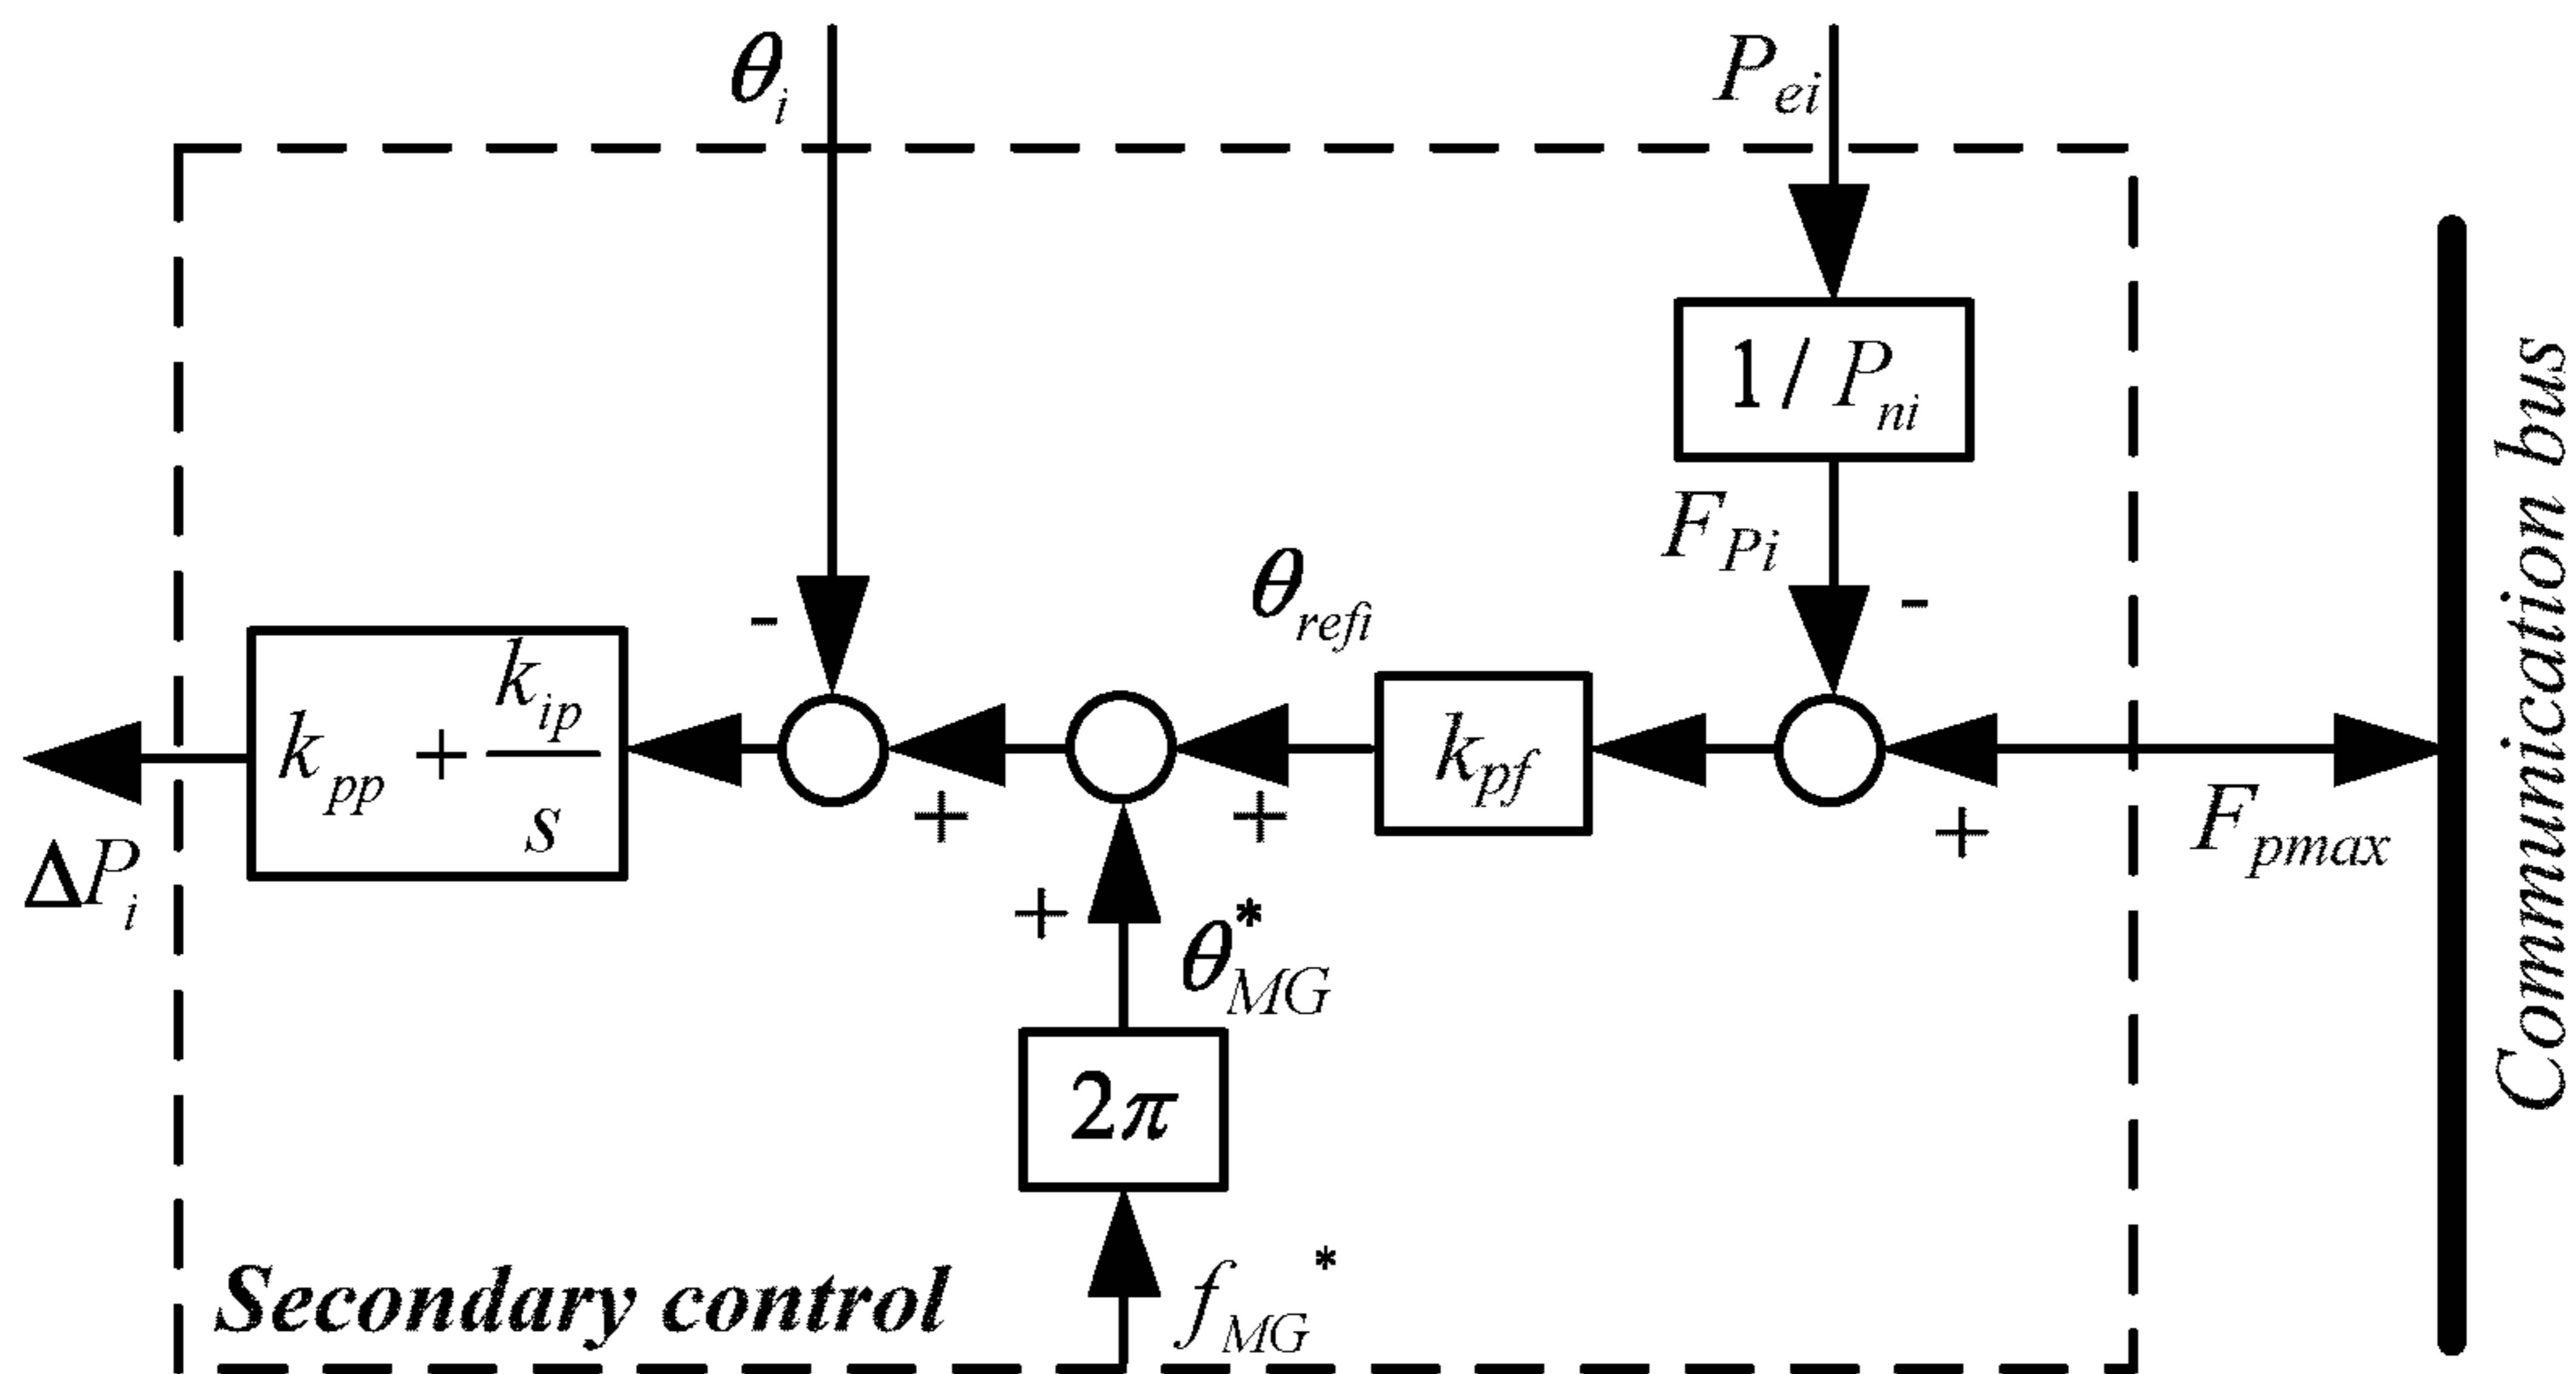 θi
Pei
1 / Pni
FPi
-
θrefi
-
kpp + kip/s
kpf
+
+
+
Fpmax
ΔPi
+
θ*MG
2π
Secondary control
fMG*
Communication bus